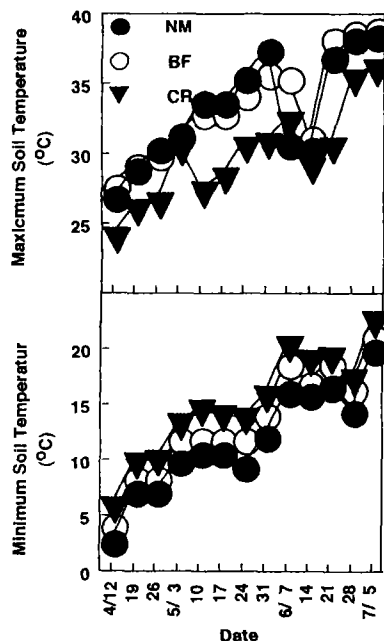 40
NM
BF
CR
35
30
25
Maxicmum Soil Temperature
(°C)
20
15
10
5
0
Minimum Soil Temperatur
(°C)
4/12
19
26
5/ 3
10
17
24
31
6/ 7
14
21
28
7/ 5
Date